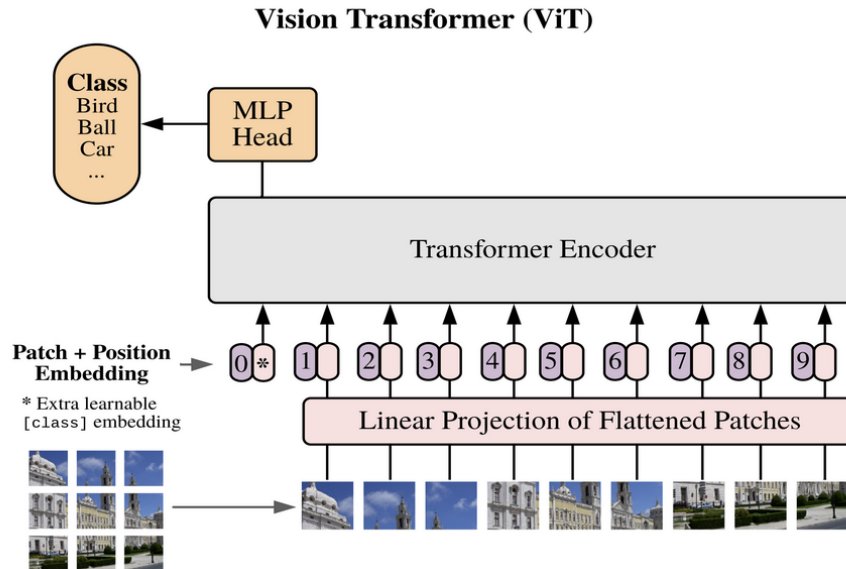 Vision Transformer (ViT)
Class
Bird
Ball
Car
...
MLP
Head
Transformer Encoder
Patch + Position
Embedding
0 * 1 2 3 4 5 6 7 8 9
* Extra learnable
[class] embedding
Linear Projection of Flattened Patches